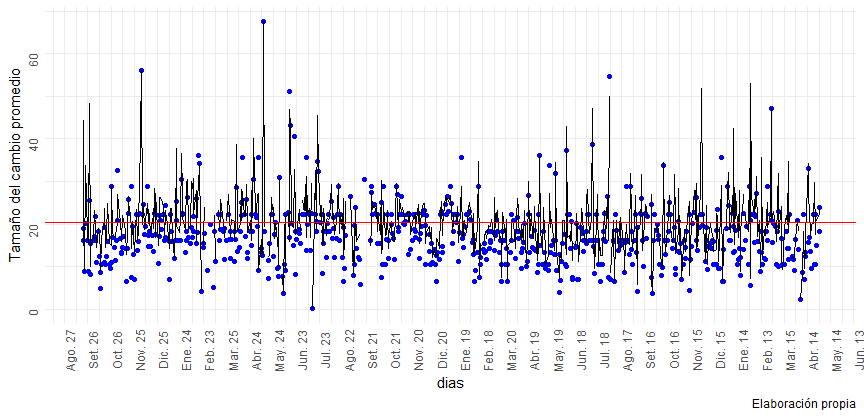 Tamaño del cambio promedio
60
40
20
0
Ago. 27
Set. 26
Oct. 26
Nov. 25
Dic. 25
Ene. 24
Feb. 23
Mar. 25
Abr. 24
May. 24
Jun. 23
Jul. 23
Ago. 22
Set. 21
Oct. 21
Nov. 20
Dic. 20
Ene. 19
Feb. 18
Mar. 20
Abr. 19
May. 19
Jun. 18
Jul. 18
Ago. 17
Set. 16
Oct. 16
Nov. 15
Dic. 15
Ene. 14
Feb. 13
Mar. 15
Abr. 14
May. 14
Jun. 13
dias
Elaboración propia